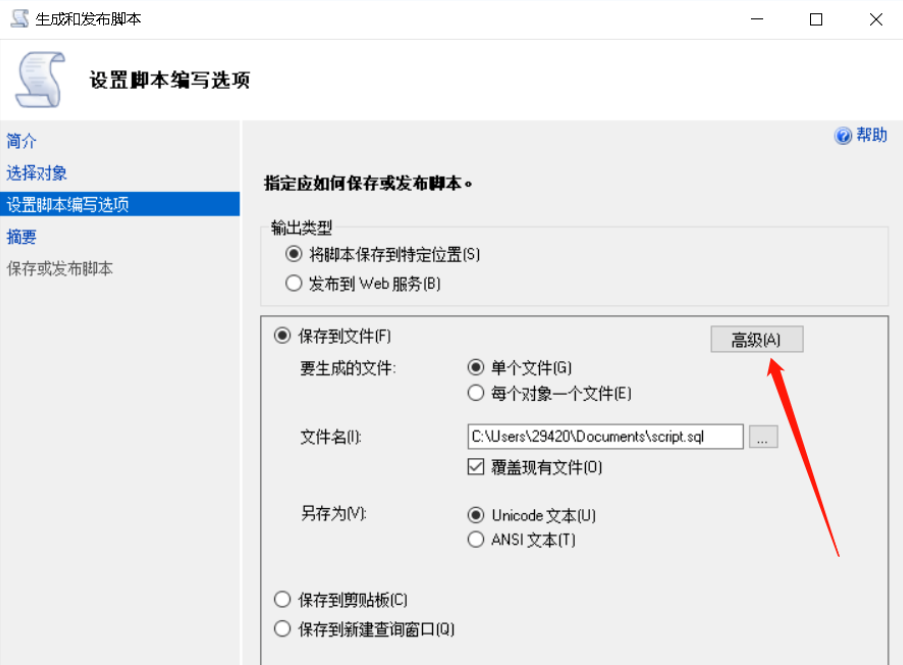 生成和发布脚本
设置脚本编写选项
简介
选择对象
设置脚本编写选项
摘要
保存或发布脚本
帮助
指定应如何保存或发布脚本。
输出类型
将脚本保存到特定位置(S)
发布到 Web 服务(B)
保存到文件(F)
高级(A)
要生成的文件:
单个文件(G)
每个对象一个文件(E)
文件名(I):
C:\Users\29420\Documents\script.sql
...
覆盖现有文件(O)
另存为(V):
Unicode 文本(U)
ANSI 文本(T)
保存到剪贴板(C)
保存到新建查询窗口(Q)